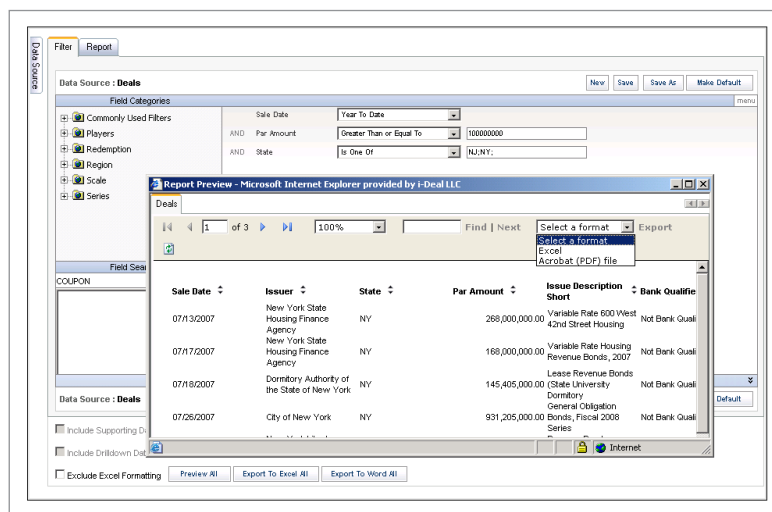 Data Source
Filter Report
Data Source : Deals New Save Save As Make Default
Field Categories menu
Commonly Used Filters
Players
Redemption
Region
Scale
Series
Sale Date Year To Date
AND Par Amount Greater Than or Equal To 100000000
AND State Is One Of NJ;NY;
Report Preview - Microsoft Internet Explorer provided by i-Deal LLC
Deals
1 of 3 100% Find | Next Select a format Export
Select a format
Excel
Acrobat (PDF) file
Field Sear
COUPON
Sale Date Issuer State Par Amount Issue Description Short Bank Qualifie
07/13/2007 New York State Housing Finance Agency NY 268,000,000.00 Variable Rate 600 West 42nd Street Housing Not Bank Quali
07/17/2007 New York State Housing Finance Agency NY 168,000,000.00 Variable Rate Housing Revenue Bonds, 2007 Not Bank Quali
07/18/2007 Dormitory Authority of the State of New York NY 145,405,000.00 Lease Revenue Bonds (State University Dormitory Not Bank Quali
07/26/2007 City of New York NY 931,205,000.00 General Obligation Bonds, Fiscal 2008 Series Not Bank Quali
Internet
Data Source : Deals Default
Include Supporting D
Include Drilldown Dat
Exclude Excel Formatting Preview All Export To Excel All Export To Word All